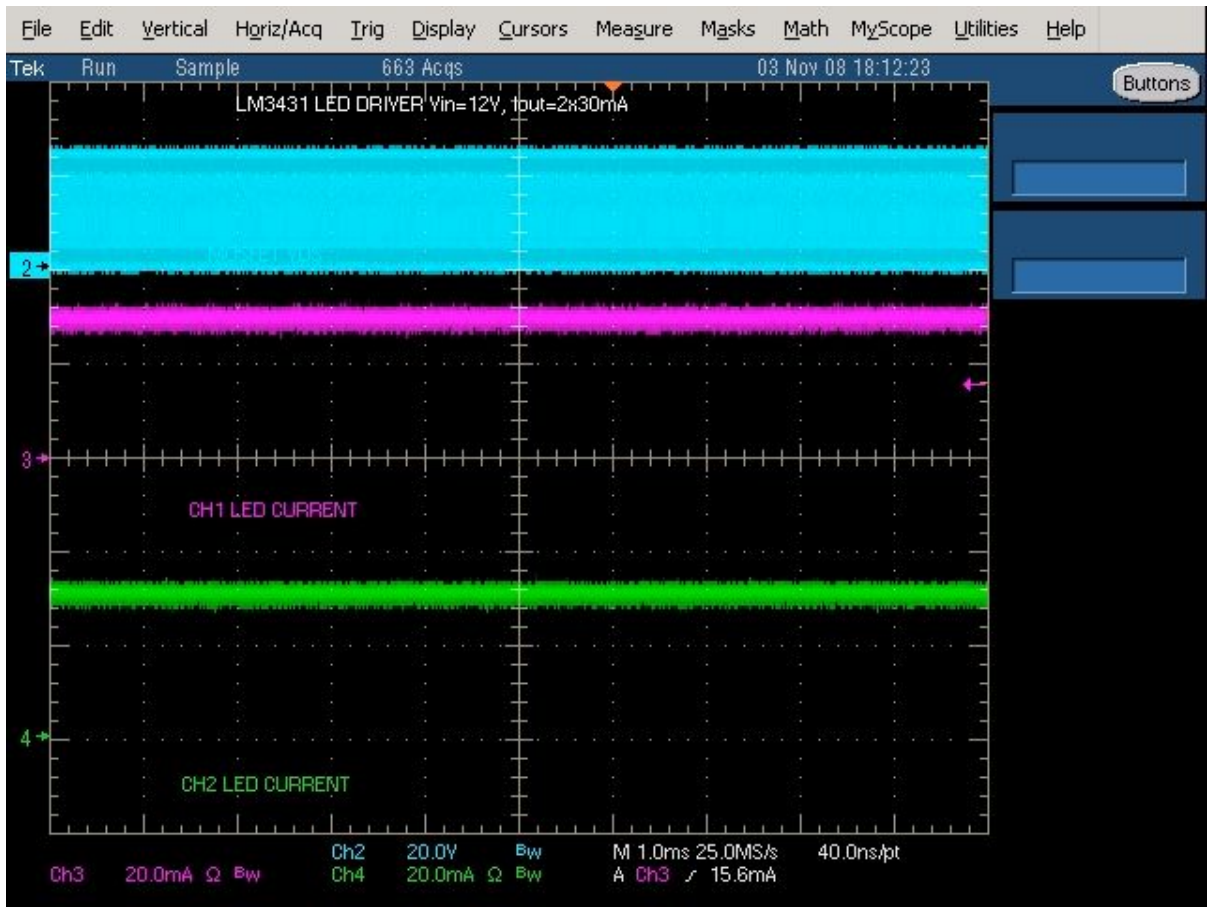 File Edit Vertical Horiz/Acq Trig Display Cursors Measure Masks Math MyScope Utilities Help
Tek Run Sample 663 Acqs 03 Nov 08 18:12:23
Buttons
LM3431 LED DRIVER Vin=12V, Iout=2x30mA
MOSFET VDS
2
3
CH1 LED CURRENT
4
CH2 LED CURRENT
Ch2 20.0V Bw M 1.0ms 25.0MS/s 40.0ns/pt
Ch3 20.0mA Ω Bw Ch4 20.0mA Ω Bw A Ch3 ∕ 15.6mA